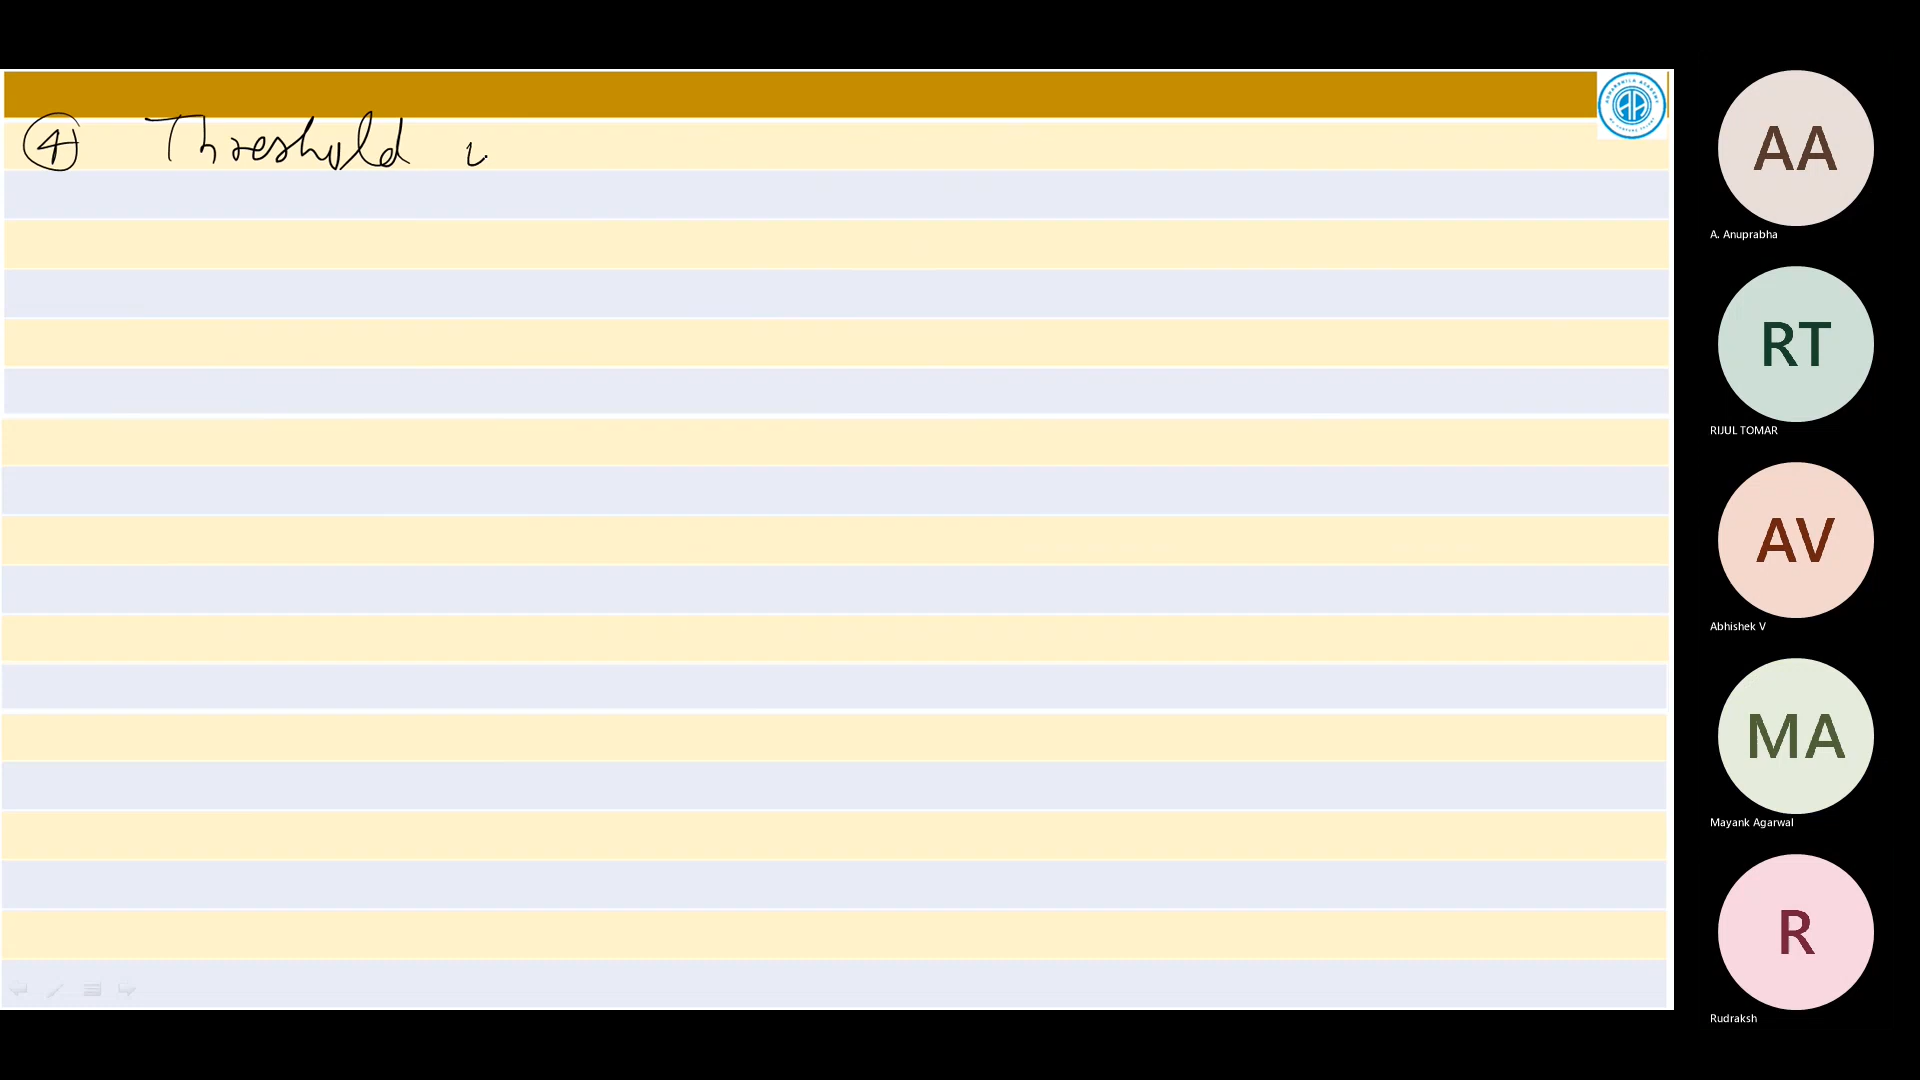 ④ Threshold i
AA
A. Anuprabha
RT
RIJUL TOMAR
AV
Abhishek V
MA
Mayank Agarwal
R
Rudraksh